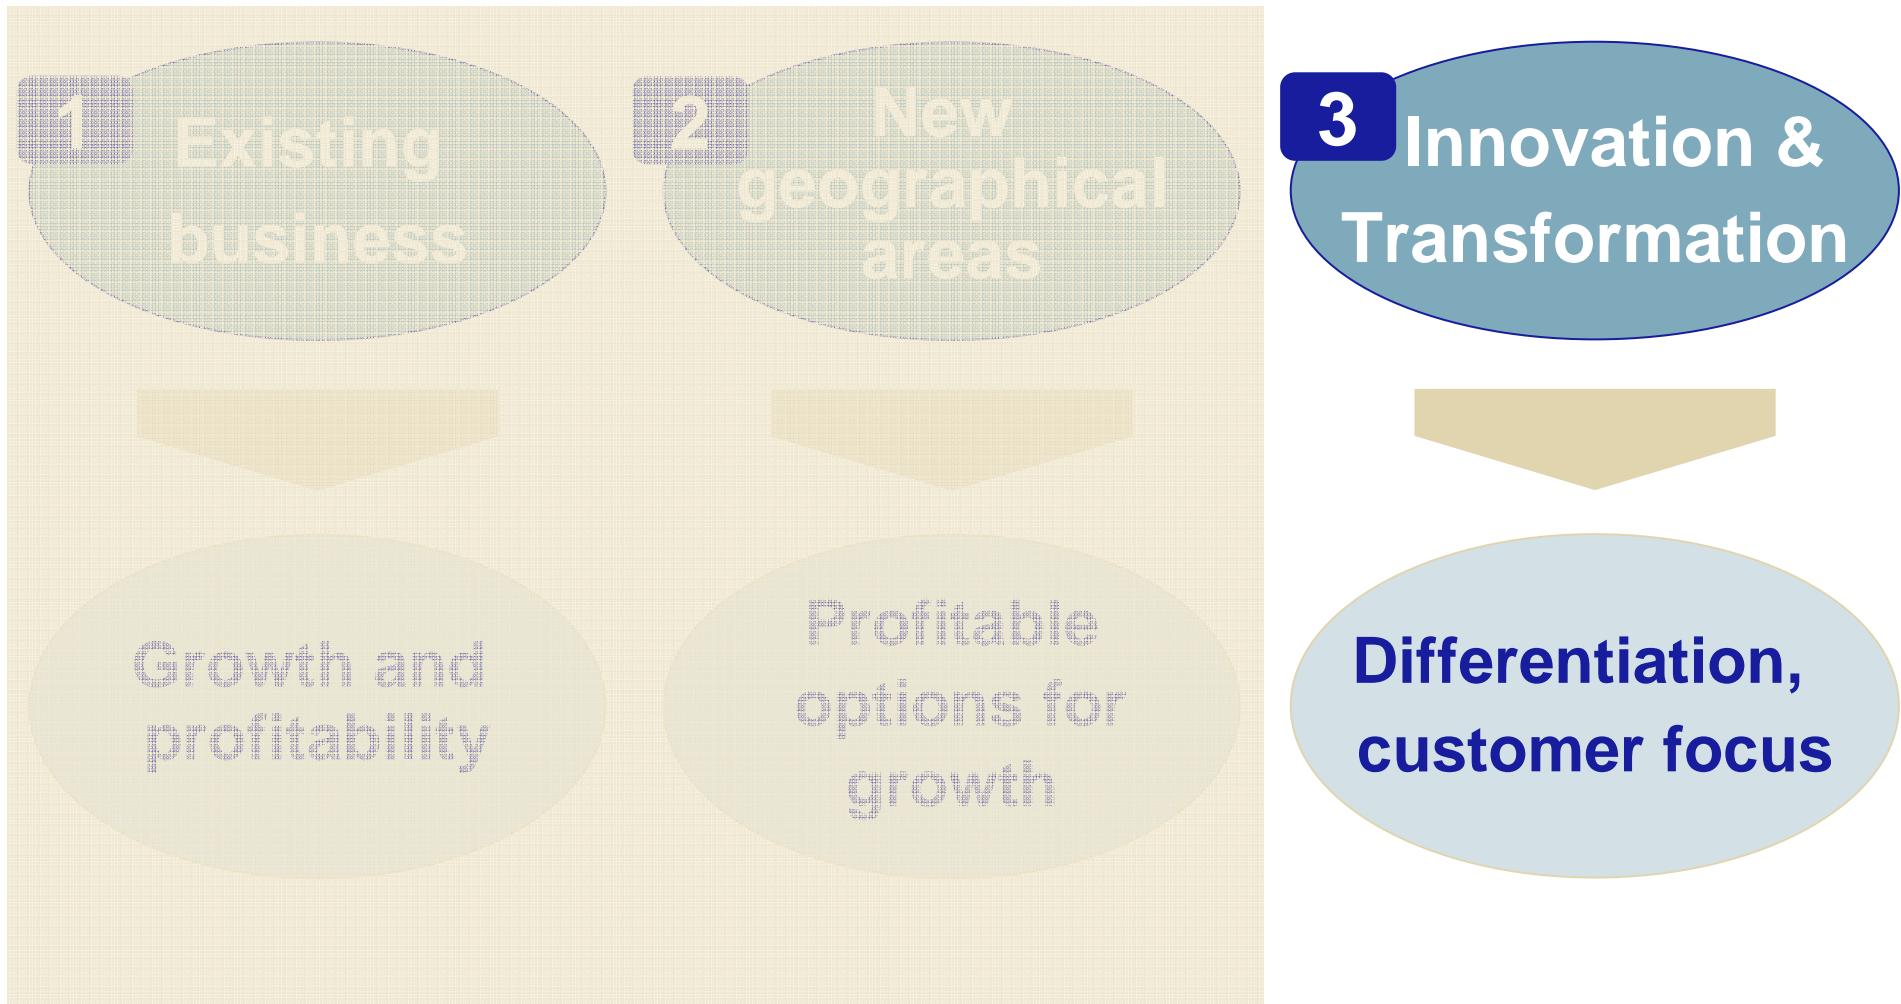 1
Existing
business
Growth and
profitability
2
New
geographical
areas
Profitable
options for
growth
3
Innovation &
Transformation
Differentiation,
customer focus